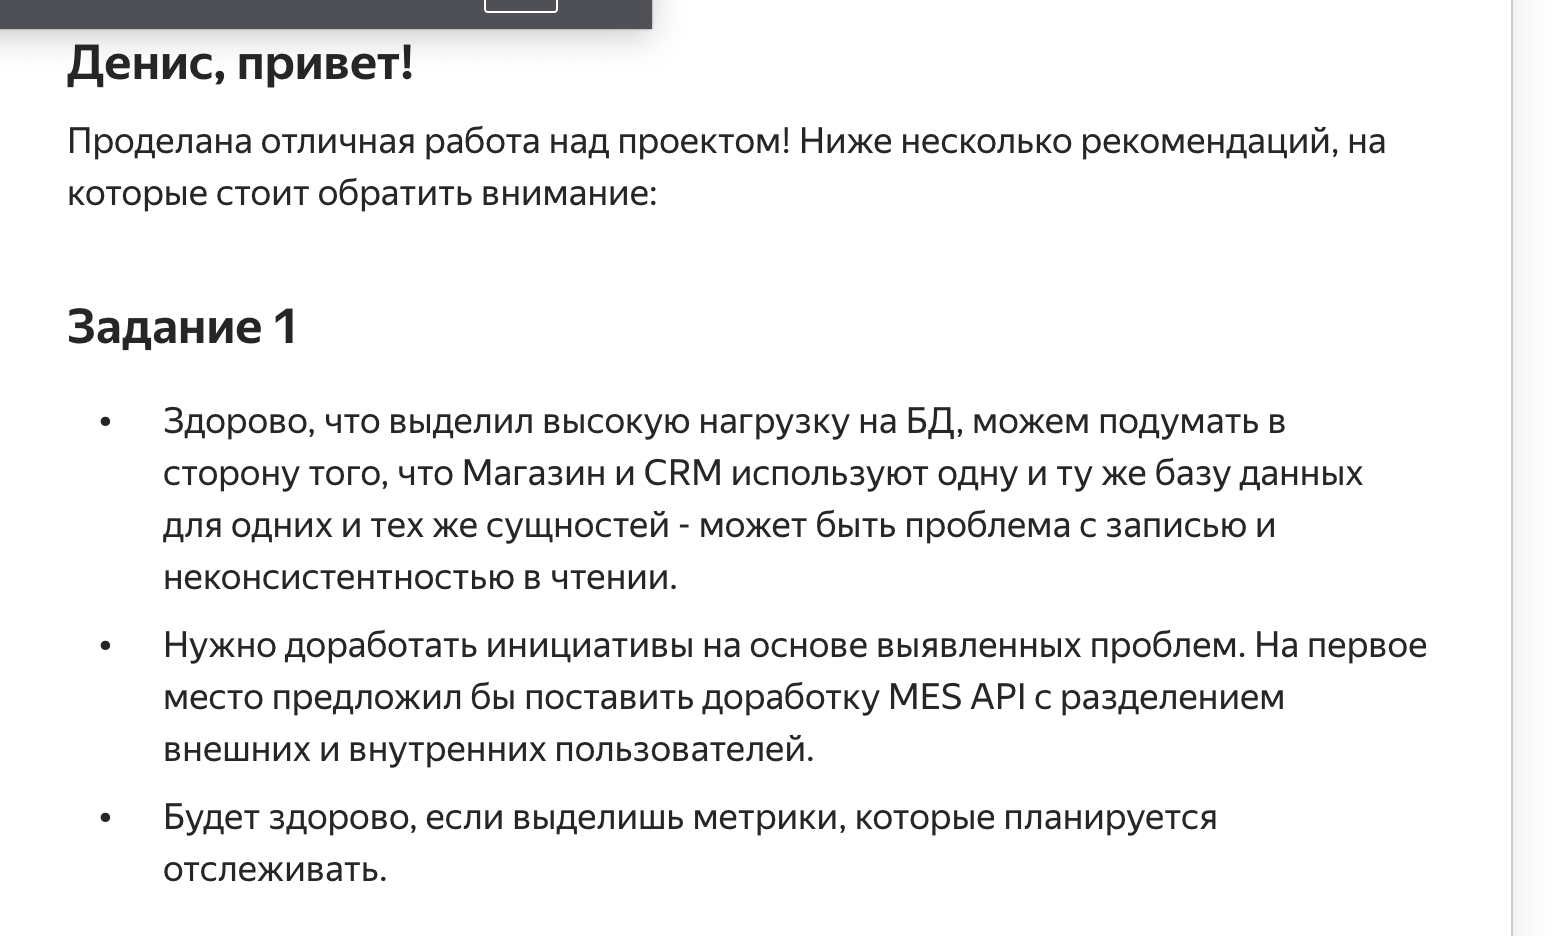 Денис, привет!
Проделана отличная работа над проектом! Ниже несколько рекомендаций, на
которые стоит обратить внимание:
Задание 1
• Здорово, что выделил высокую нагрузку на БД, можем подумать в
сторону того, что Магазин и CRM используют одну и ту же базу данных
для одних и тех же сущностей - может быть проблема с записью и
неконсистентностью в чтении.
• Нужно доработать инициативы на основе выявленных проблем. На первое
место предложил бы поставить доработку MES API с разделением
внешних и внутренних пользователей.
• Будет здорово, если выделишь метрики, которые планируется
отслеживать.